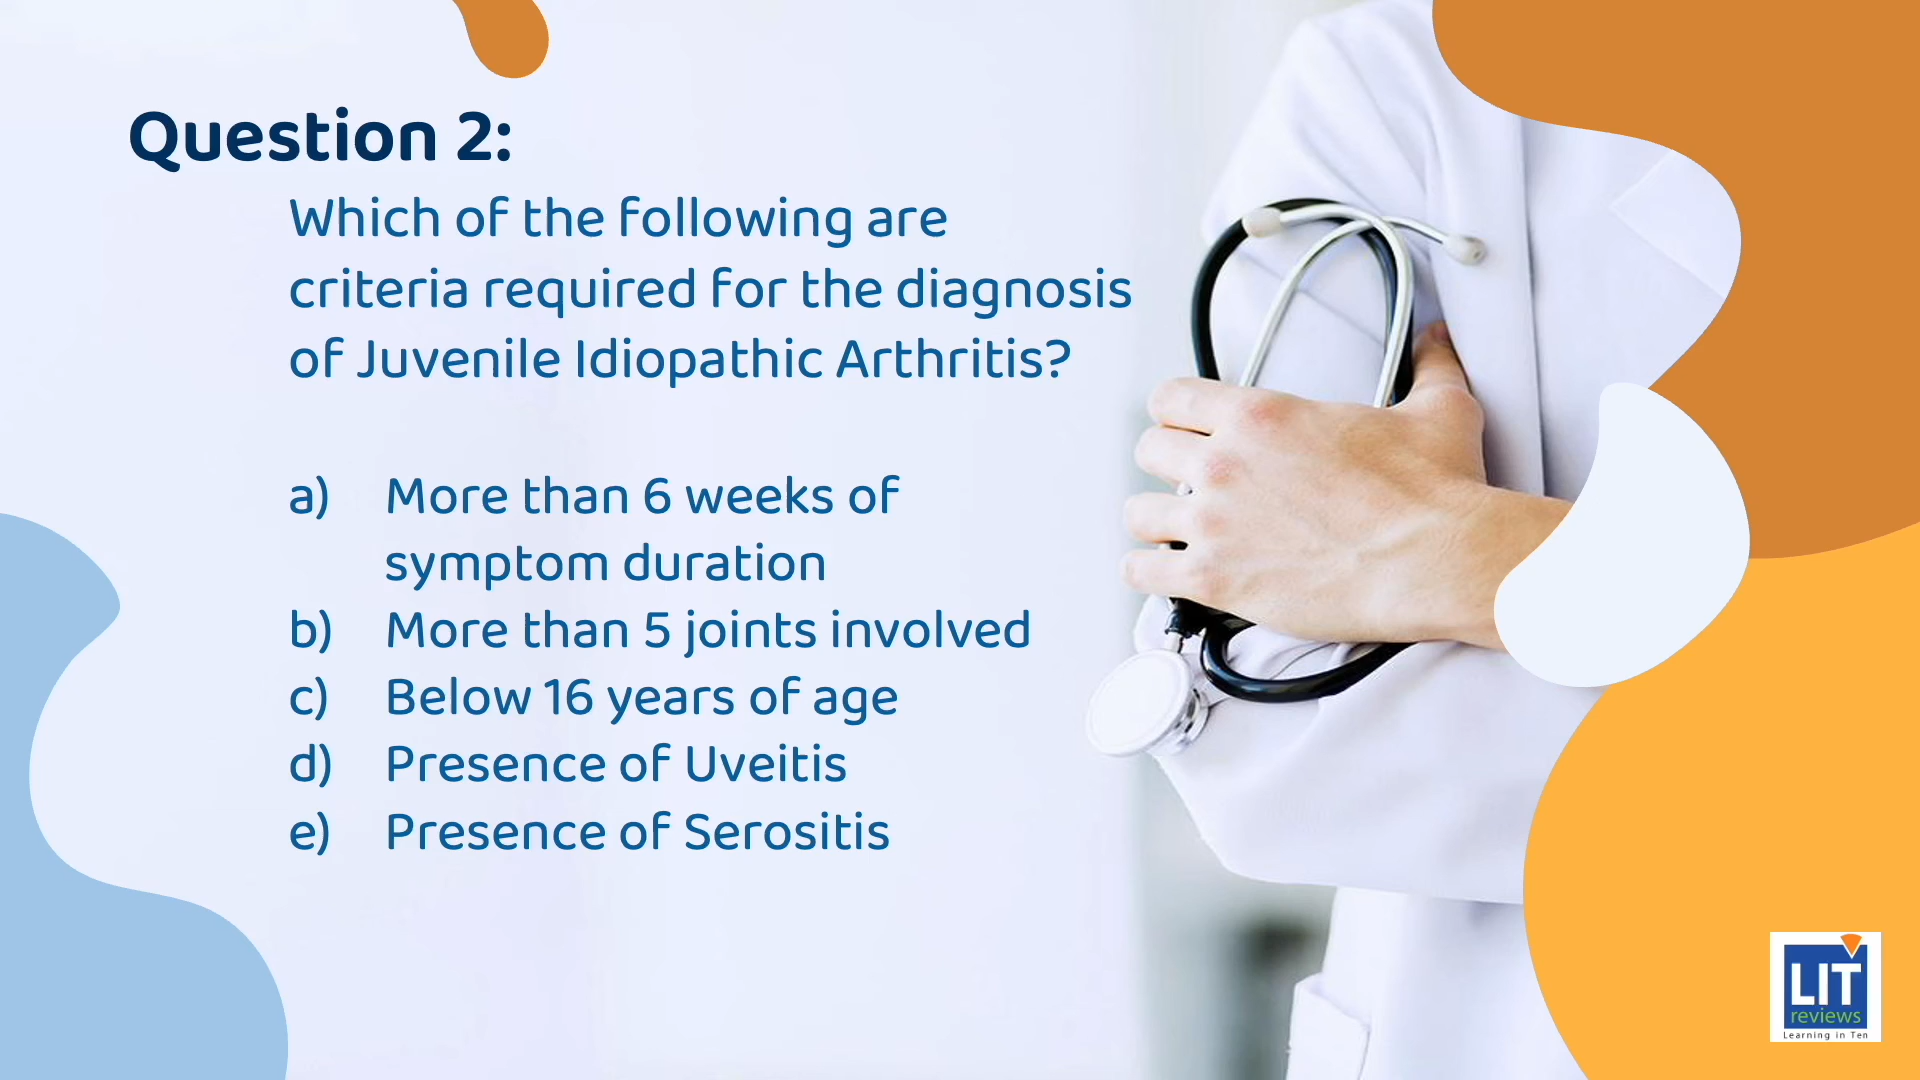 Question 2:
Which of the following are
criteria required for the diagnosis
of Juvenile Idiopathic Arthritis?
a) More than 6 weeks of
symptom duration
b) More than 5 joints involved
c) Below 16 years of age
d) Presence of Uveitis
e) Presence of Serositis
LIT
reviews
Learning in Ten